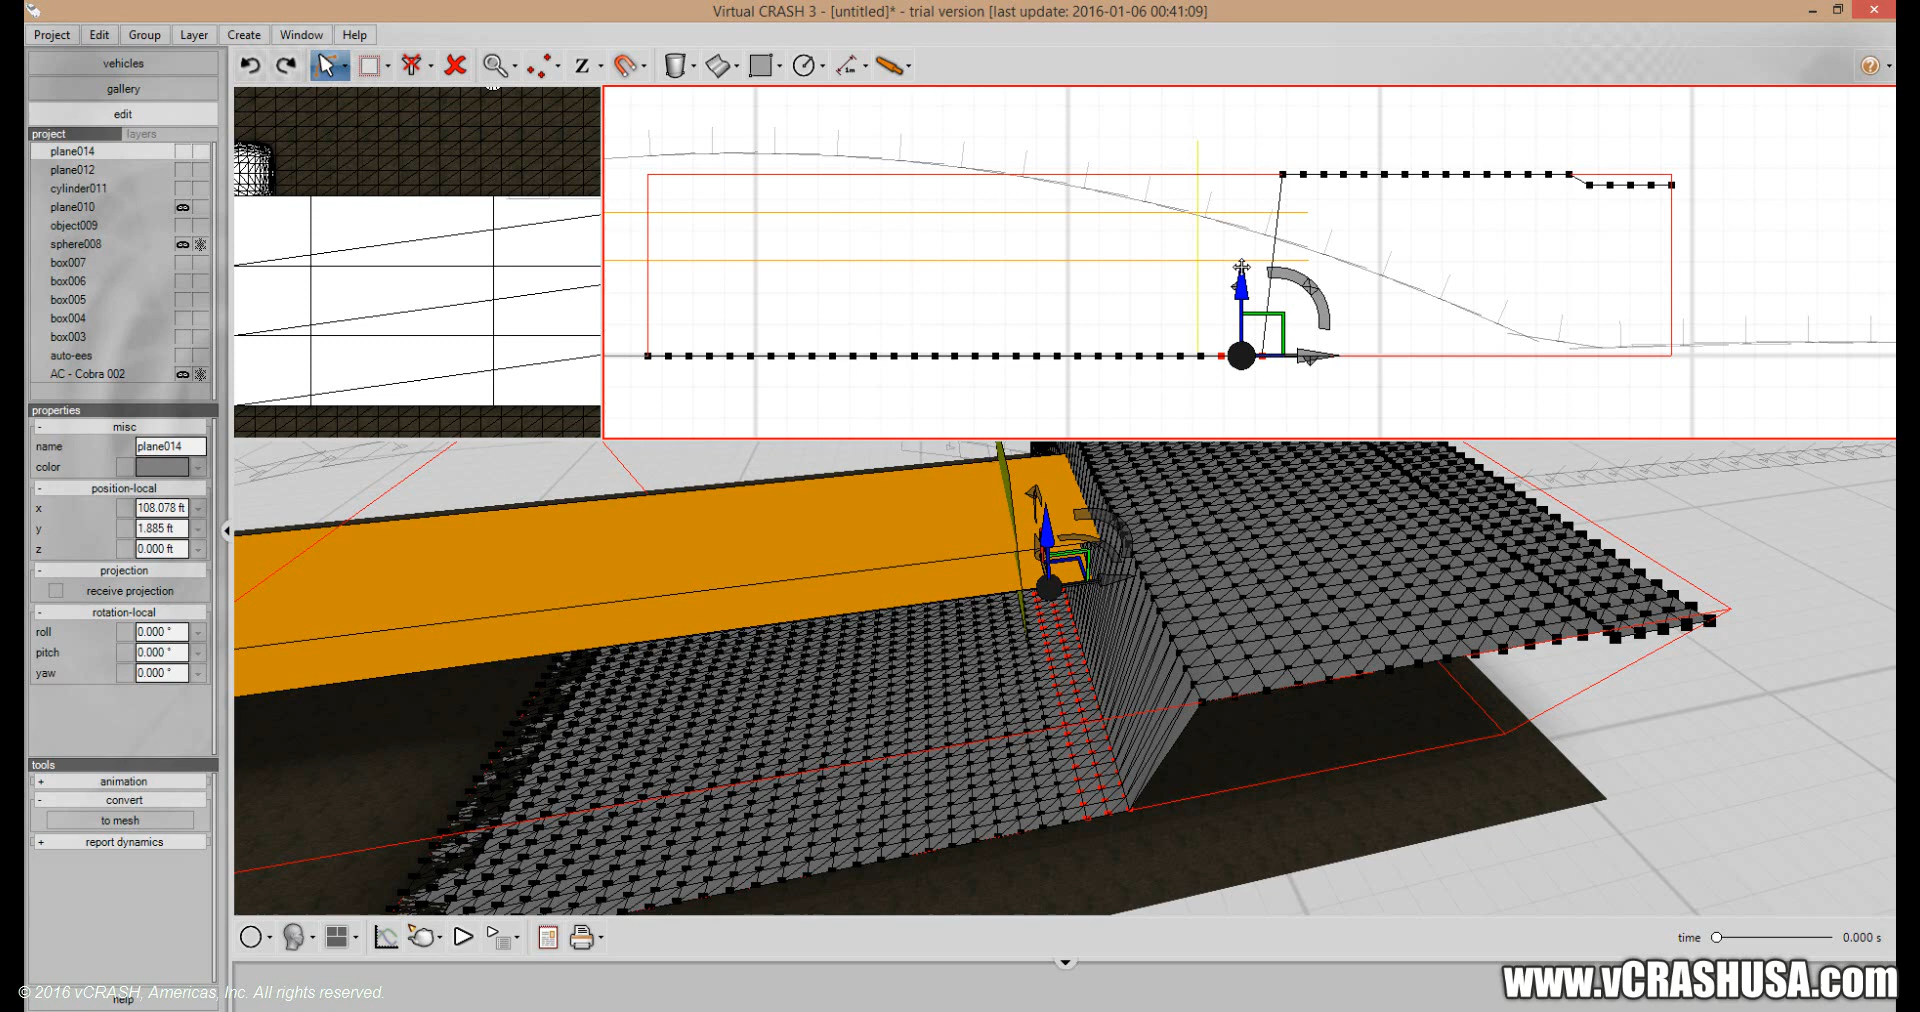 Virtual CRASH 3 - [untitled]* - trial version [last update: 2016-01-06 00:41:09]
Project Edit Group Layer Create Window Help
vehicles
gallery
edit
project layers
plane014
plane012
cylinder011
plane010
object009
sphere008
box007
box006
box005
box004
box003
auto-ees
AC - Cobra 002
properties
- misc
name plane014
color
- position-local
x 108.078 ft
y 1.885 ft
z 0.000 ft
- projection
receive projection
- rotation-local
roll 0.000 °
pitch 0.000 °
yaw 0.000 °
tools
+ animation
- convert
to mesh
+ report dynamics
time 0.000 s
www.vCRASHUSA.com
© 2016 vCRASH, Americas, Inc. All rights reserved.
help